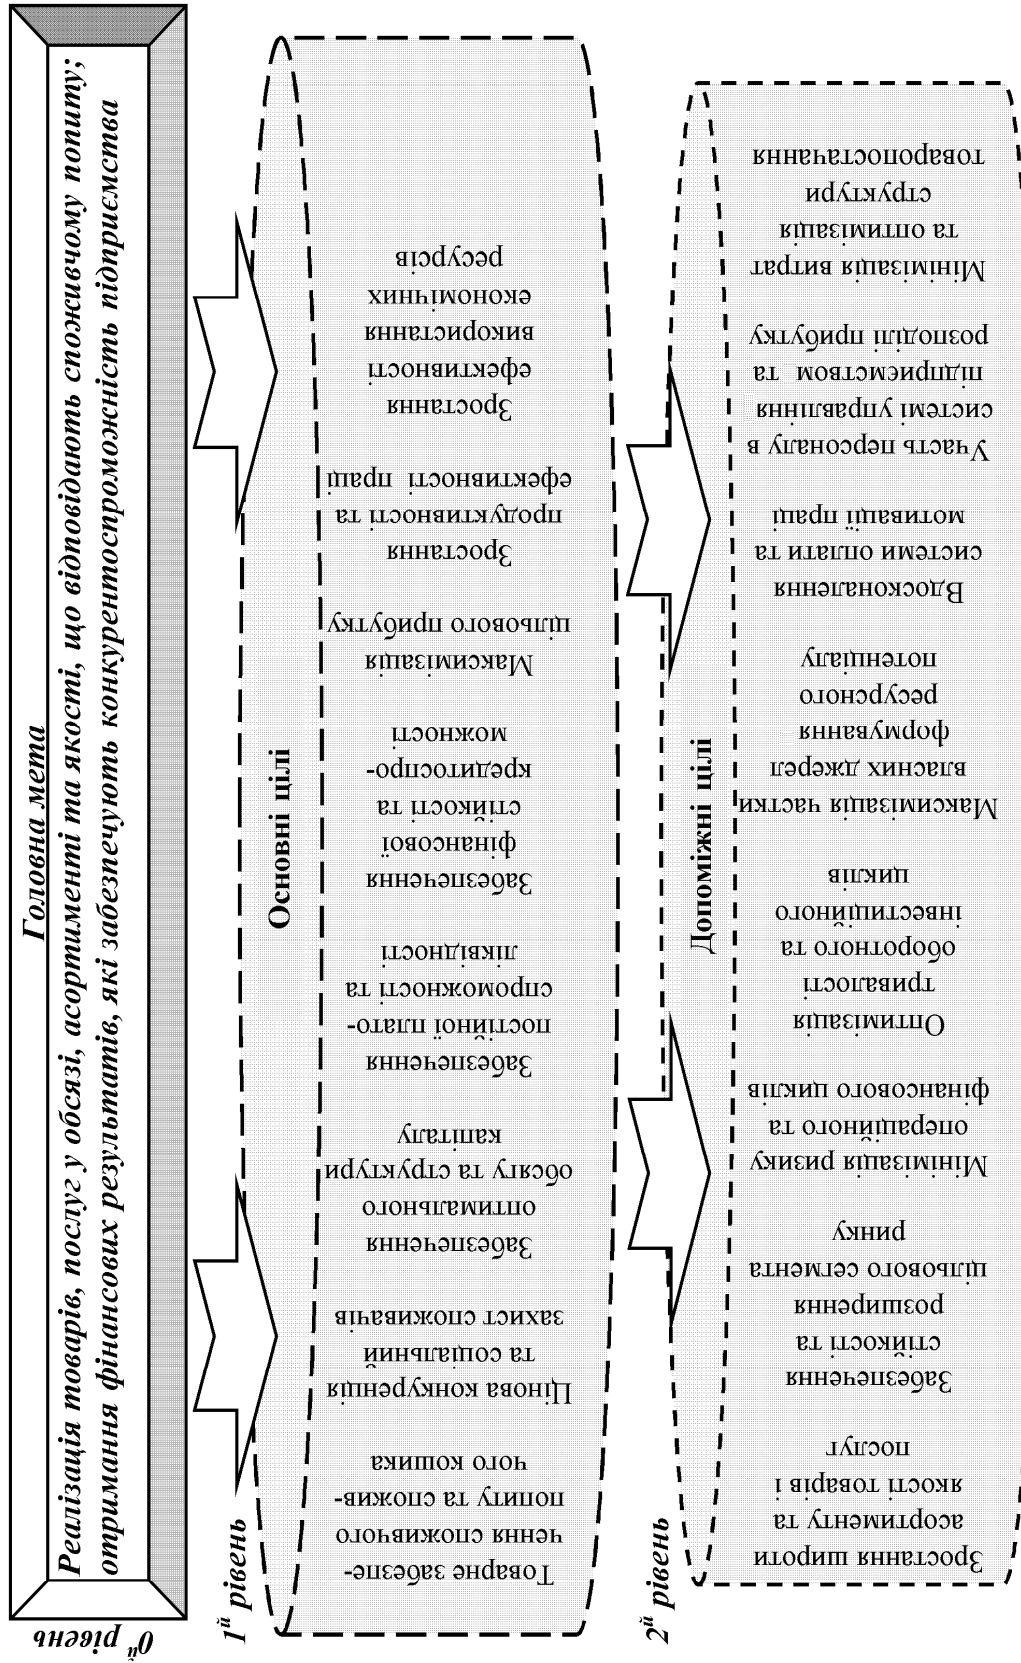 0й рівень
Головна мета
Реалізація товарів, послуг у обсязі, асортименті та якості, що відповідають споживчому попиту;
отримання фінансових результатів, які забезпечують конкурентоспроможність підприємства
1й рівень
Основні цілі
Товарне забезпе-
чення споживчого
попиту та спожив-
чого кошика
Цінова конкуренція
та соціальний
захист споживачів
Забезпечення
оптимального
обсягу та структури
капіталу
Забезпечення
постійної плато-
спроможності та
ліквідності
Забезпечення
фінансової
стійкості та
кредитоспро-
можності
Максимізація
цільового прибутку
Зростання
продуктивності та
ефективності праці
Зростання
ефективності
використання
економічних
ресурсів
2й рівень
Допоміжні цілі
Зростання широти
асортименту та
якості товарів і
послуг
Забезпечення
стійкості та
розширення
цільового сегмента
ринку
Мінімізація ризику
операційного та
фінансового циклів
Оптимізація
тривалості
оборотного та
інвестиційного
циклів
Максимізація частки
власних джерел
формування
ресурсного
потенціалу
Вдосконалення
системи оплати та
мотивації праці
Участь персоналу в
системі управління
підприємством та
розподілі прибутку
Мінімізація витрат
та оптимізація
структури
товаропостачання